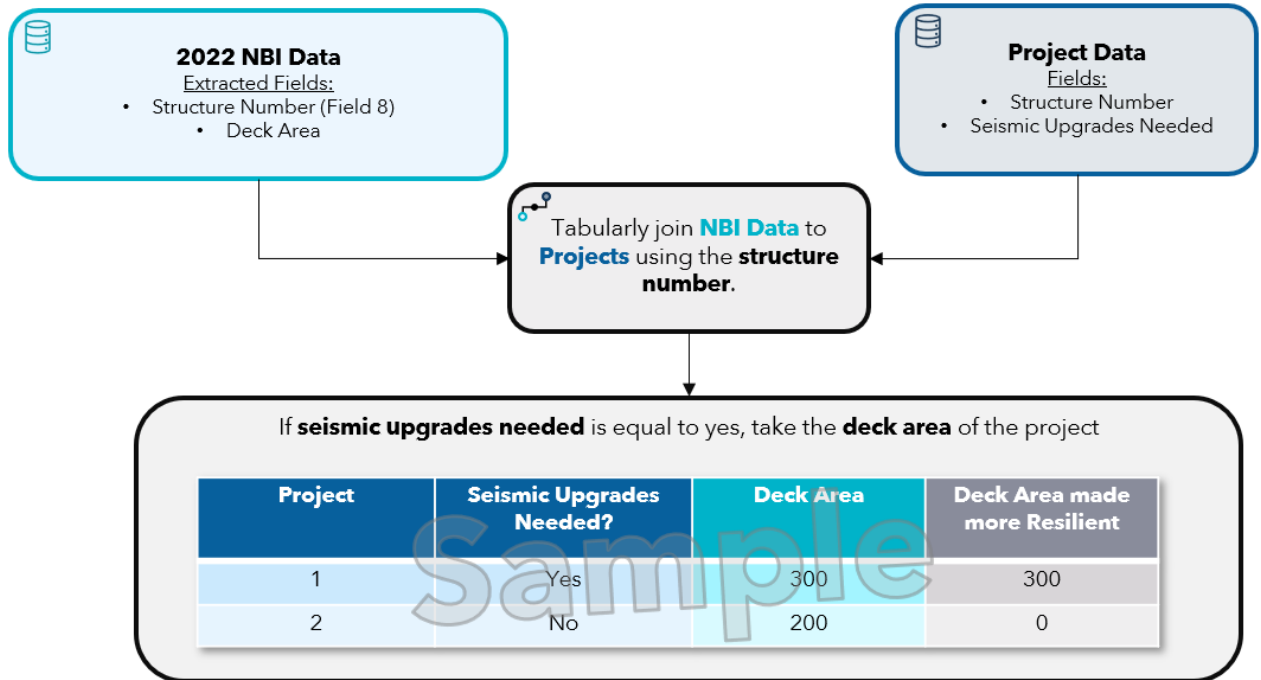 2022 NBI Data
Extracted Fields:
• Structure Number (Field 8)
• Deck Area
Project Data
Fields:
• Structure Number
• Seismic Upgrades Needed
Tabularly join NBI Data to
Projects using the structure
number.
If seismic upgrades needed is equal to yes, take the deck area of the project
Project Seismic Upgrades Needed? Deck Area Deck Area made more Resilient
1 Yes 300 300
2 No 200 0
Sample